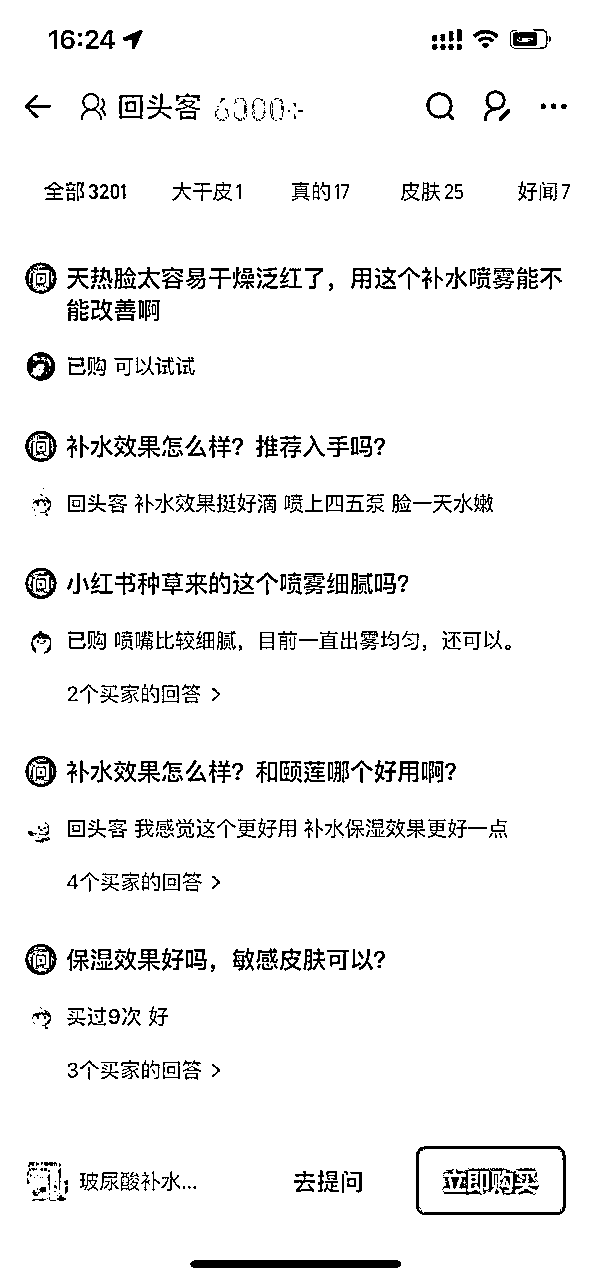 16:24
回头客 6000+
全部3201 大干皮1 真的17 皮肤25 好闻7
问 天热脸太容易干燥泛红了，用这个补水喷雾能不
能改善啊
已购 可以试试
问 补水效果怎么样？推荐入手吗？
回头客 补水效果挺好滴 喷上四五泵 脸一天水嫩
问 小红书种草来的这个喷雾细腻吗？
已购 喷嘴比较细腻，目前一直出雾均匀，还可以。
2个买家的回答 >
问 补水效果怎么样？和颐莲哪个好用啊？
回头客 我感觉这个更好用 补水保湿效果更好一点
4个买家的回答 >
问 保湿效果好吗，敏感皮肤可以？
买过9次 好
3个买家的回答 >
玻尿酸补水... 去提问 立即购买